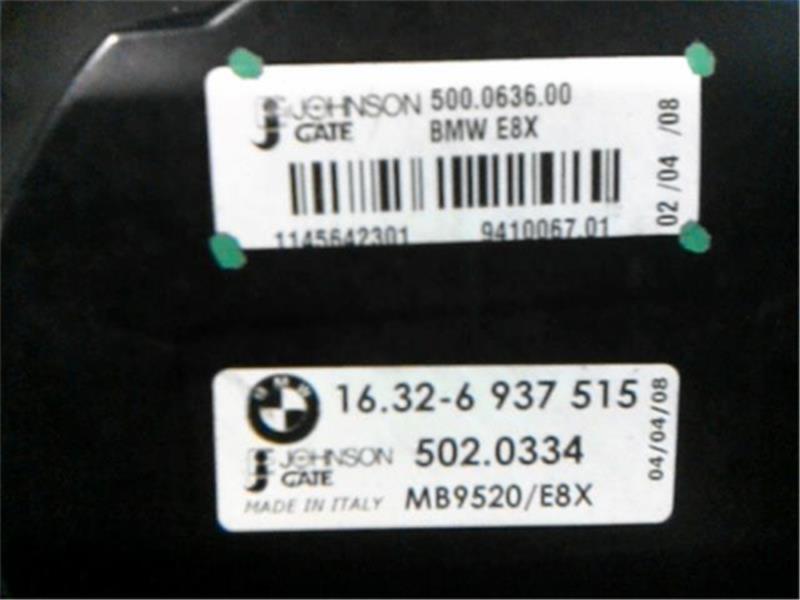 JOHNSON 500.0636.00
GATE BMW E8X
02/04 /08
1145642301 9410067.01
BMW
16.32-6 937 515
JOHNSON 502.0334
GATE
MADE IN ITALY MB9520/E8X
04/04/08